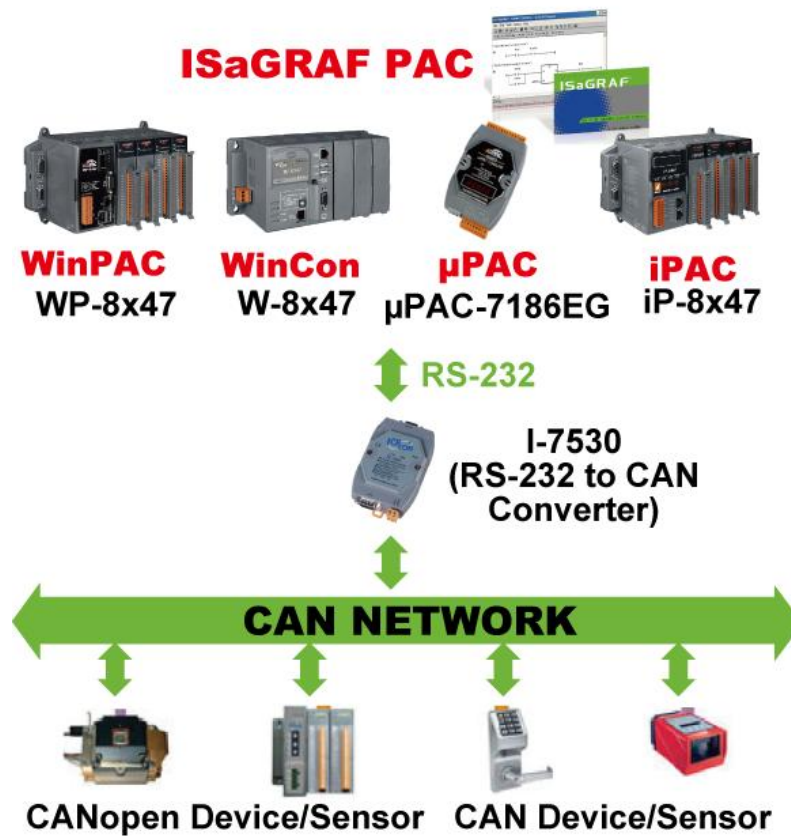 ISaGRAF PAC
ISaGRAF
WinPAC
WP-8x47
WinCon
W-8x47
µPAC
µPAC-7186EG
iPAC
iP-8x47
RS-232
I-7530
(RS-232 to CAN
Converter)
CAN NETWORK
CANopen Device/Sensor
CAN Device/Sensor